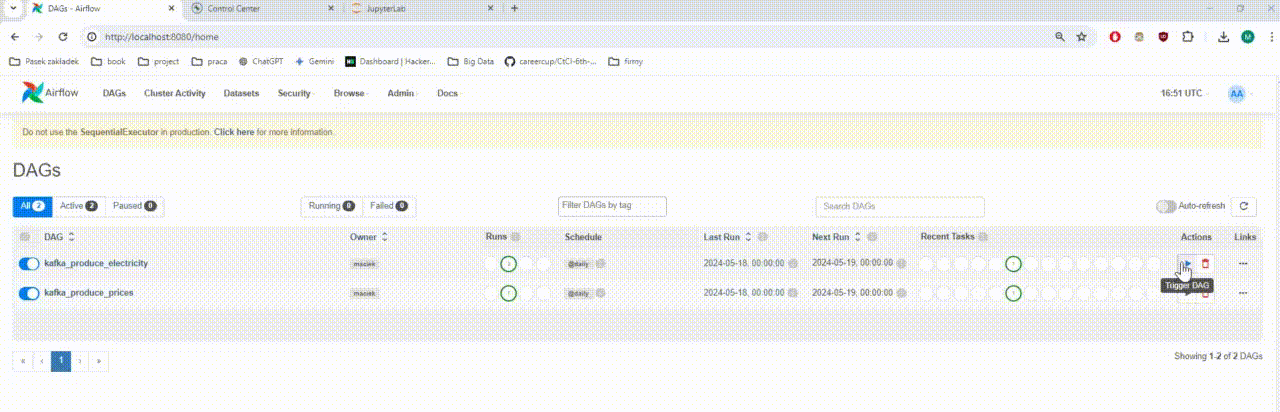 DAGs - Airflow Control Center JupyterLab
http://localhost:8080/home
Pasek zakładek book project praca ChatGPT Gemini Dashboard | Hacker... Big Data careercup/CtCI-6th-... firmy
Airflow DAGs Cluster Activity Datasets Security Browse Admin Docs 16:51 UTC AA
Do not use the SequentialExecutor in production. Click here for more information.
DAGs
All 2 Active 2 Paused 0 Running 0 Failed 0 Filter DAGs by tag Search DAGs Auto-refresh
DAG Owner Runs Schedule Last Run Next Run Recent Tasks Actions Links
kafka_produce_electricity maciek @daily 2024-05-18, 00:00:00 2024-05-19, 00:00:00
kafka_produce_prices maciek @daily 2024-05-18, 00:00:00 2024-05-19, 00:00:00
Trigger DAG
« ‹ 1 › » Showing 1-2 of 2 DAGs